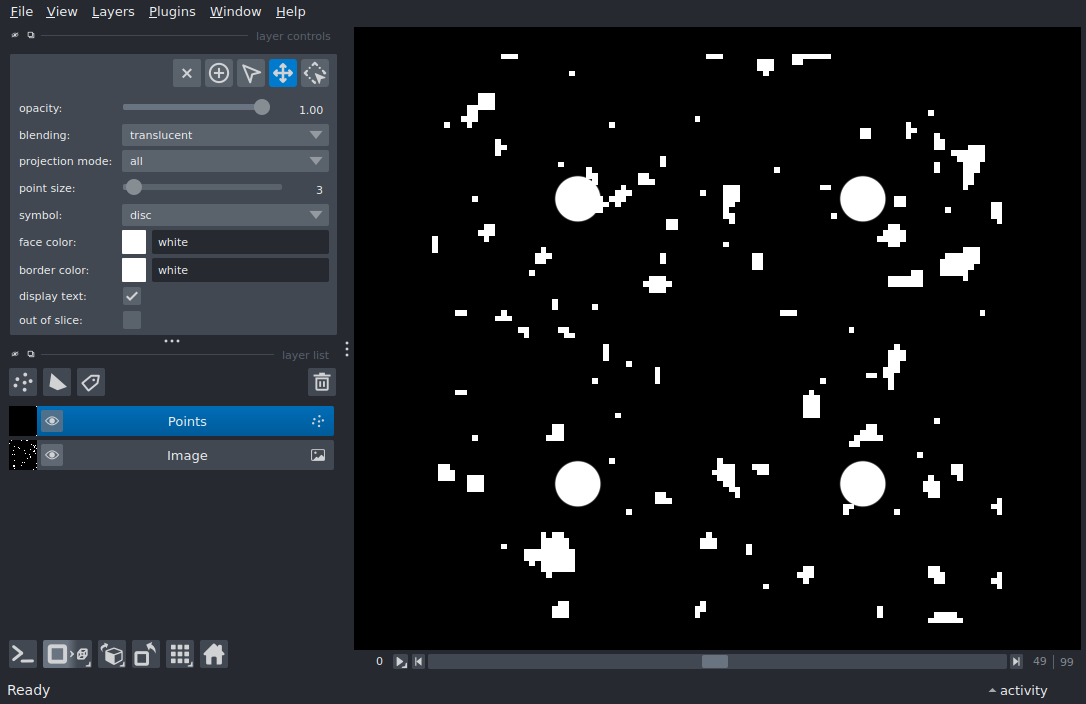 File View Layers Plugins Window Help
layer controls
opacity: 1.00
blending: translucent
projection mode: all
point size: 3
symbol: disc
face color: white
border color: white
display text:
out of slice:
layer list
Points
Image
0 49 99
Ready activity